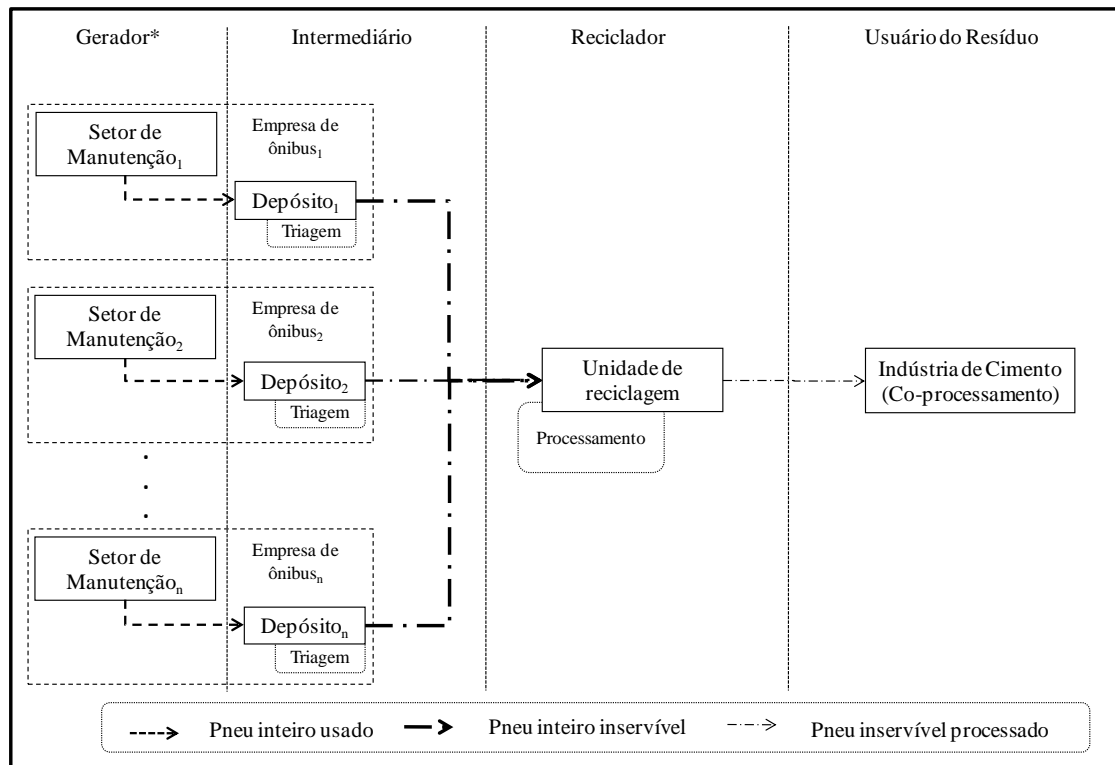 Gerador*
Intermediário
Reciclador
Usuário do Resíduo
Setor de
Manutenção1
Empresa de
ônibus1
Depósito1
Triagem
Setor de
Manutenção2
Empresa de
ônibus2
Depósito2
Triagem
Unidade de
reciclagem
Processamento
Indústria de Cimento
(Co-processamento)
Setor de
Manutençãon
Empresa de
ônibusn
Depósiton
Triagem
Pneu inteiro usado
Pneu inteiro inservível
Pneu inservível processado